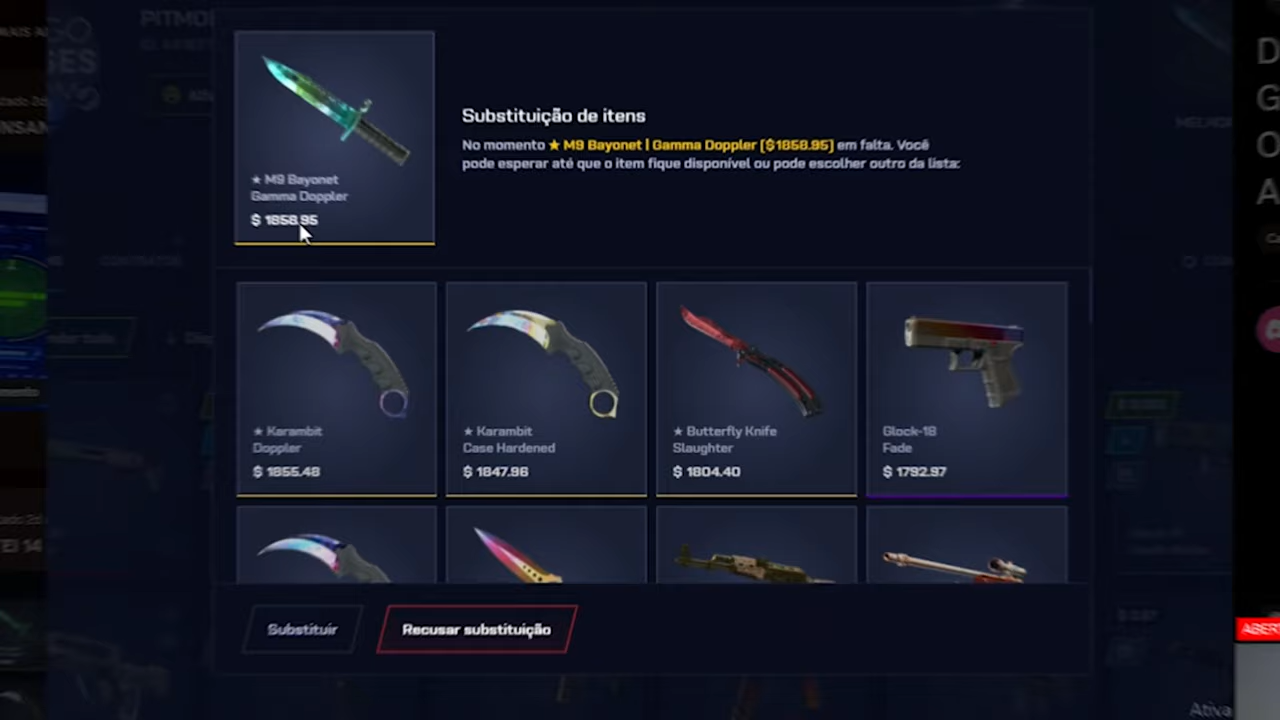 Substituição de itens
No momento ★ M9 Bayonet | Gamma Doppler [$1858.95] em falta. Você
pode esperar até que o item fique disponível ou pode escolher outro da lista:
★ M9 Bayonet
Gamma Doppler
$ 1858.95
★ Karambit
Doppler
$ 1855.48
★ Karambit
Case Hardened
$ 1847.96
★ Butterfly Knife
Slaughter
$ 1804.40
Glock-18
Fade
$ 1792.97
Substituir
Recusar substituição
D
G
O
A
ABER
Ativa